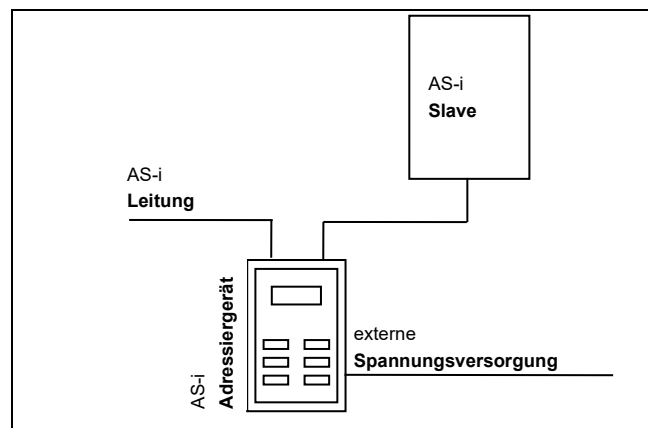 AS-i
Slave
AS-i
Leitung
AS-i
Adressiergerät
externe
Spannungsversorgung